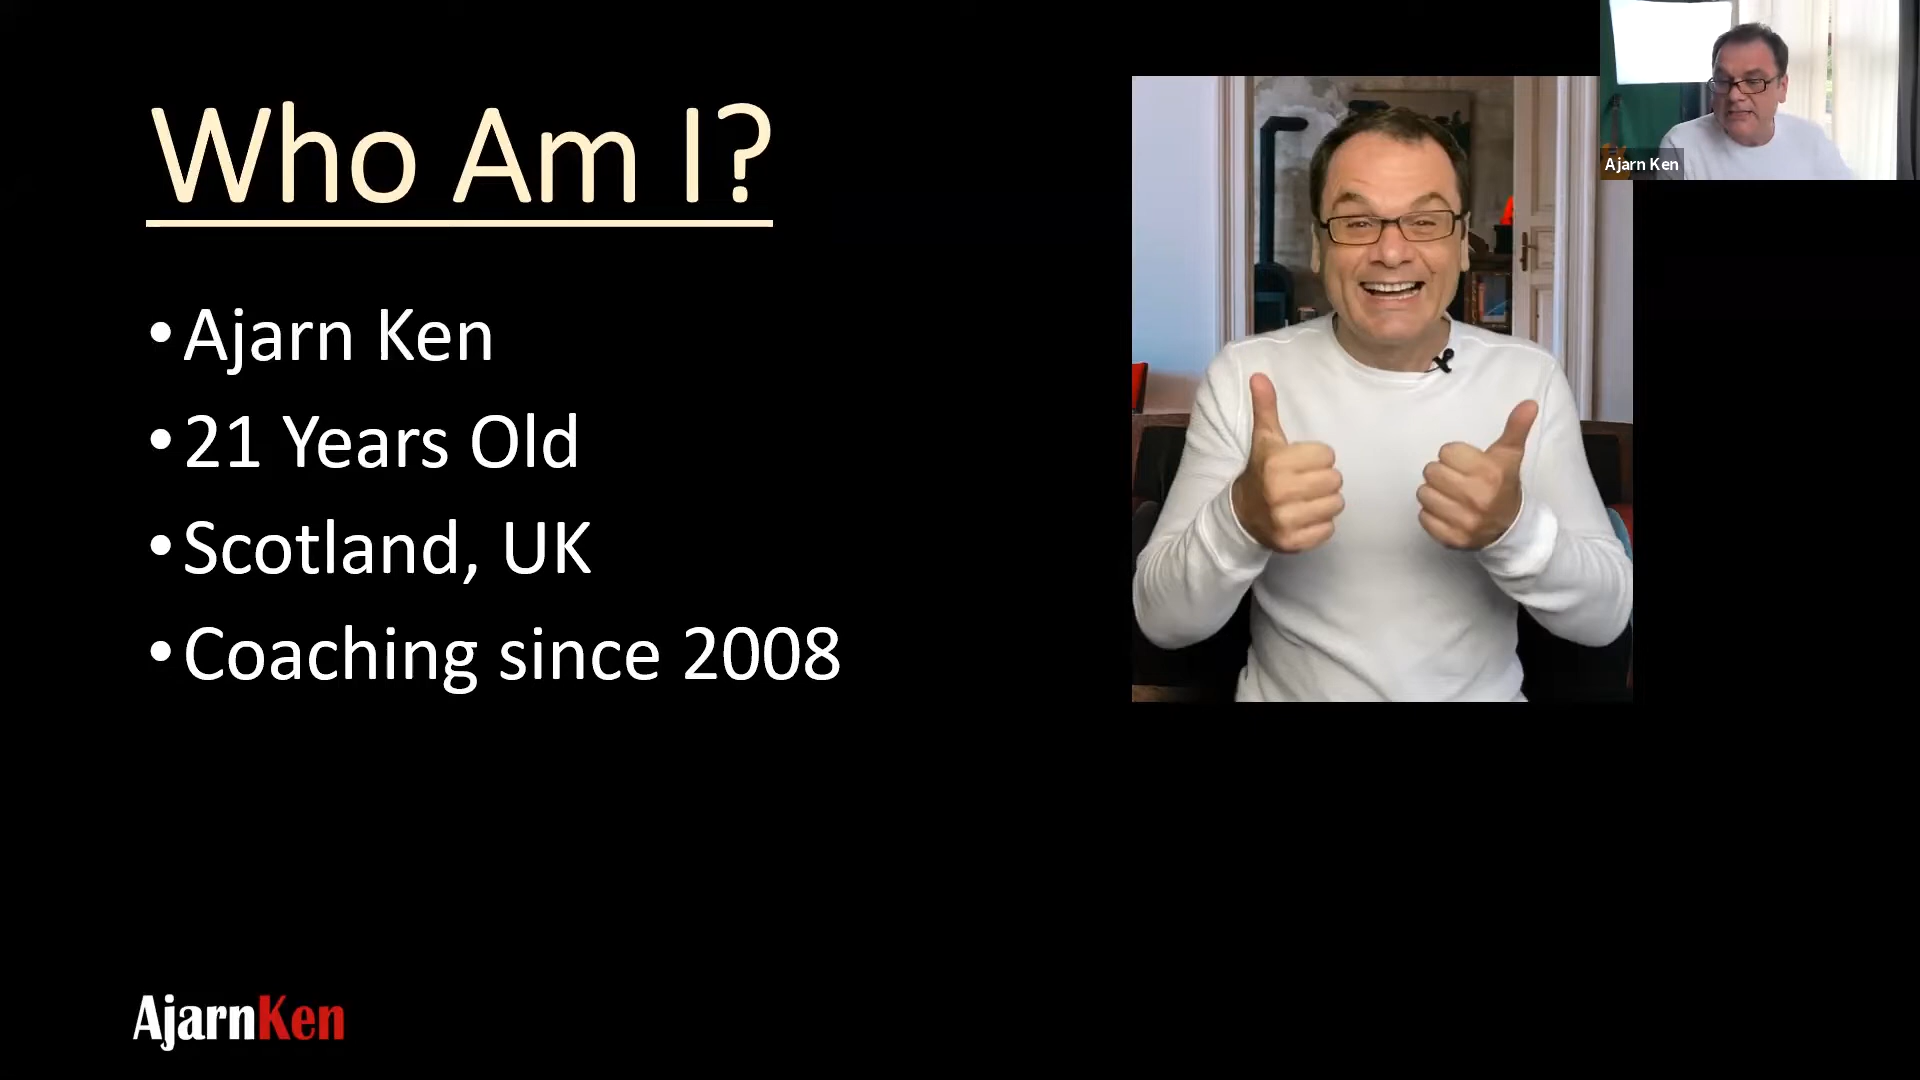 Who Am I?
•Ajarn Ken
•21 Years Old
•Scotland, UK
•Coaching since 2008
Ajarn Ken
AjarnKen